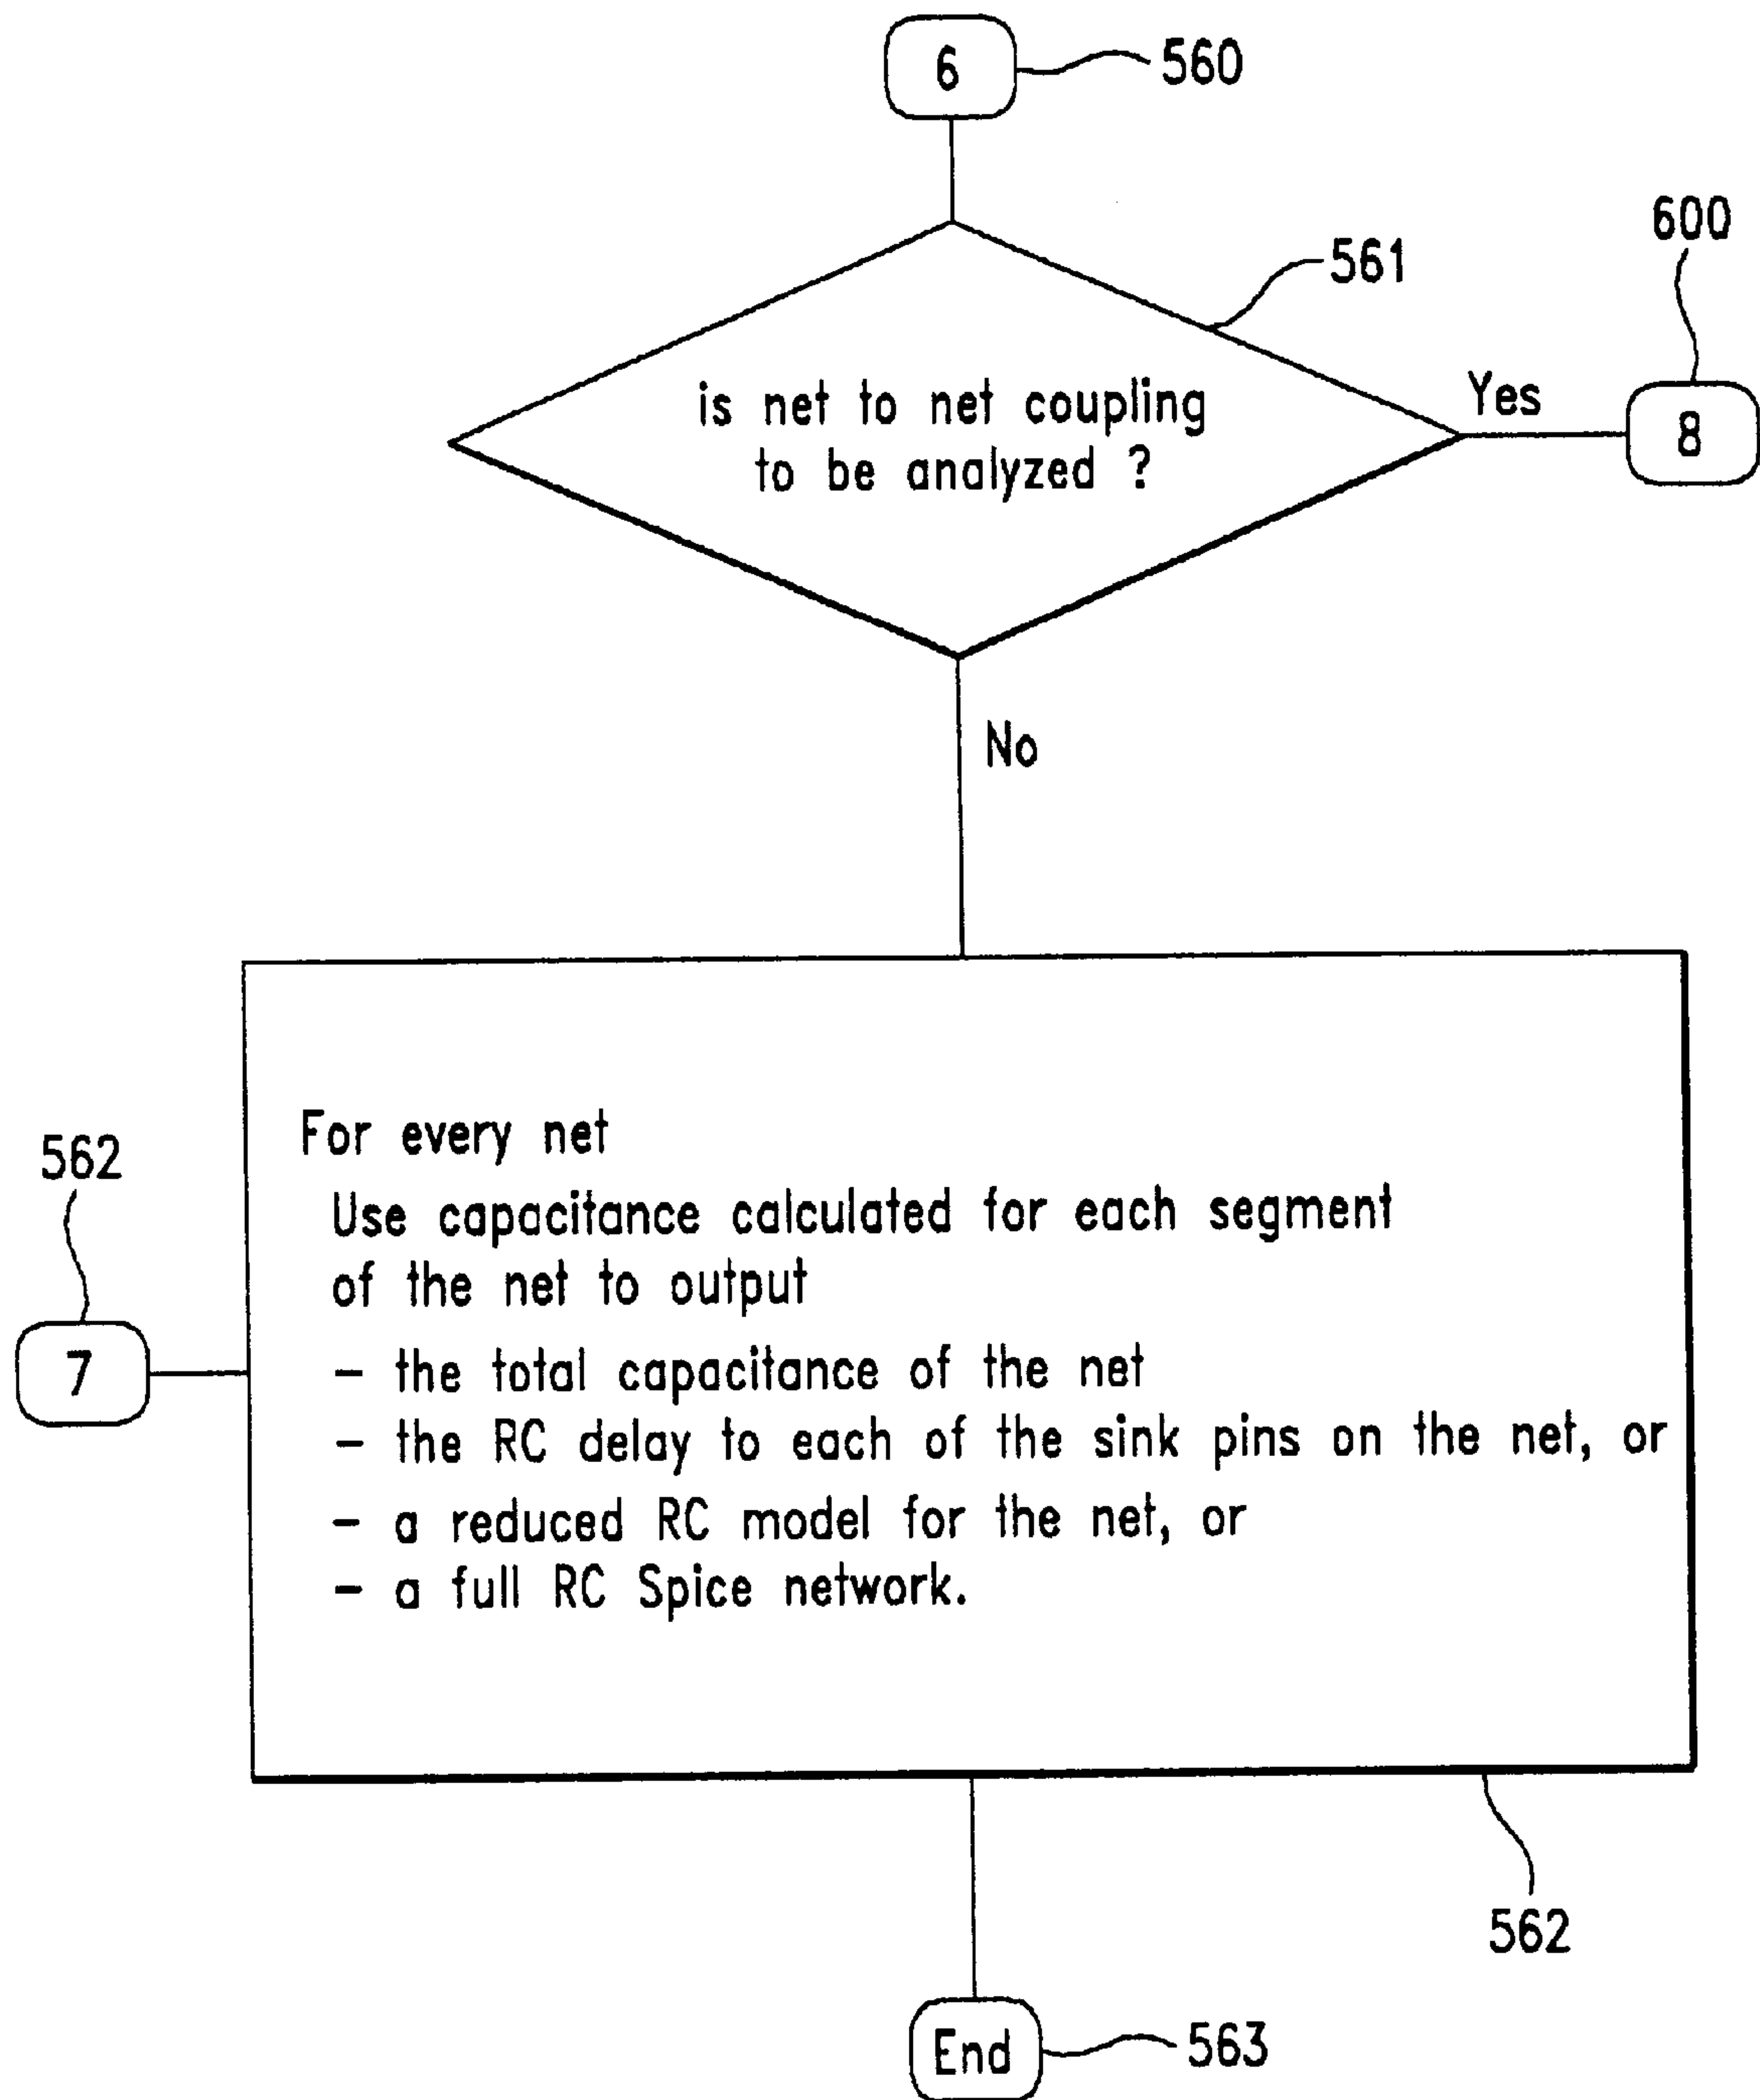 6
560
600
561
is net to net coupling
to be analyzed ?
Yes
8
No
For every net
562
Use capacitance calculated for each segment
of the net to output
7
- the total capacitance of the net
- the RC delay to each of the sink pins on the net, or
- a reduced RC model for the net, or
- a full RC Spice network.
562
End
563